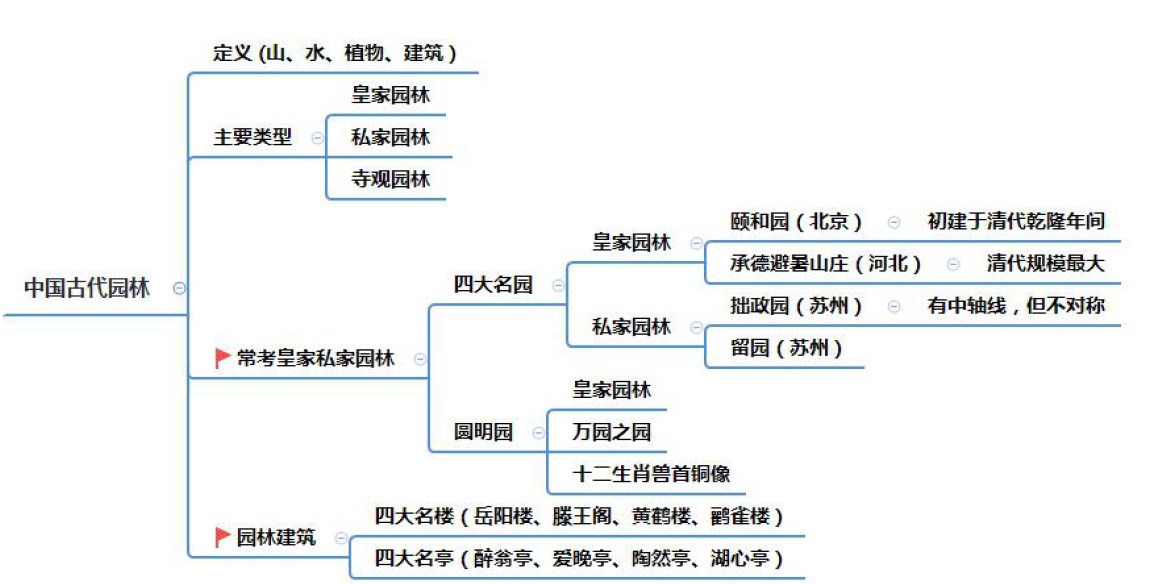 定义 (山、水、植物、建筑)
皇家园林
主要类型
私家园林
寺观园林
中国古代园林
常考皇家私家园林
四大名园
皇家园林
颐和园（北京）
初建于清代乾隆年间
承德避暑山庄（河北）
清代规模最大
私家园林
拙政园（苏州）
有中轴线，但不对称
留园（苏州）
圆明园
皇家园林
万园之园
十二生肖兽首铜像
园林建筑
四大名楼（岳阳楼、滕王阁、黄鹤楼、鹳雀楼）
四大名亭（醉翁亭、爱晚亭、陶然亭、湖心亭）